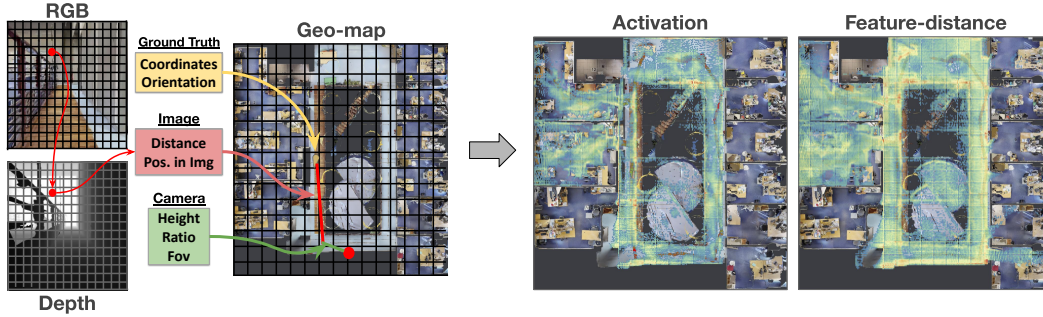 RGB
Ground Truth
Coordinates
Orientation
Image
Distance
Pos. in Img
Camera
Height
Ratio
Fov
Depth
Geo-map
Activation
Feature-distance